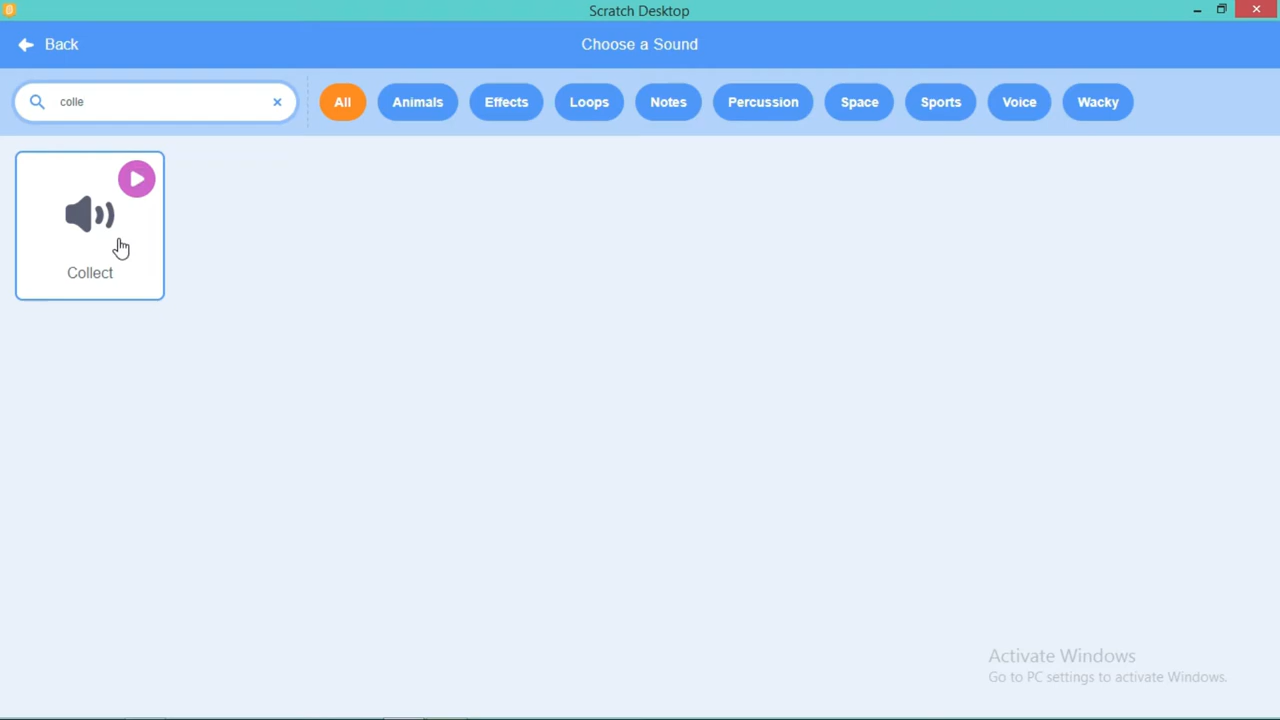 Scratch Desktop
Back
Choose a Sound
colle
All
Animals
Effects
Loops
Notes
Percussion
Space
Sports
Voice
Wacky
Collect
Activate Windows
Go to PC settings to activate Windows.